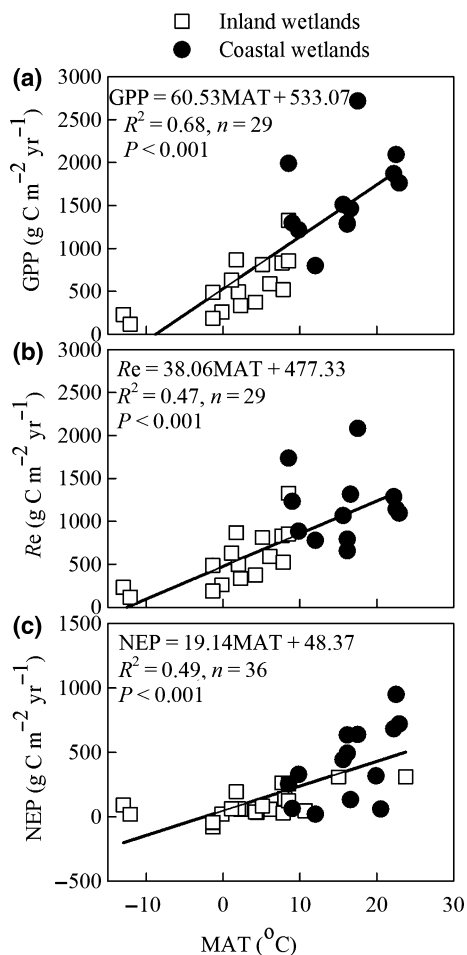 Inland wetlands
Coastal wetlands
(a)
3000
GPP = 60.53MAT + 533.07
R² = 0.68, n = 29
P < 0.001
2500
2000
1500
1000
500
0
GPP (g C m⁻² yr⁻¹)
(b)
3000
Re = 38.06MAT + 477.33
R² = 0.47, n = 29
P < 0.001
2500
2000
1500
1000
500
0
Re (g C m⁻² yr⁻¹)
(c)
1500
NEP = 19.14MAT + 48.37
R² = 0.49, n = 36
P < 0.001
1000
500
0
−500
NEP (g C m⁻² yr⁻¹)
−10 0 10 20 30
MAT (°C)